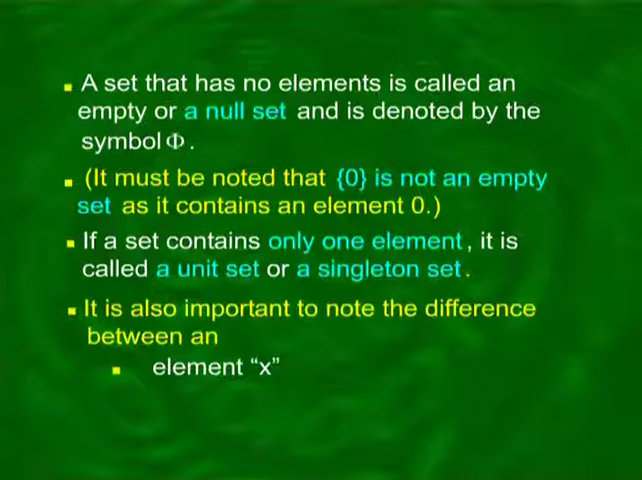 A set that has no elements is called an
empty or a null set and is denoted by the
symbol Φ.
(It must be noted that {0} is not an empty
set as it contains an element 0.)
If a set contains only one element, it is
called a unit set or a singleton set.
It is also important to note the difference
between an
element “x”